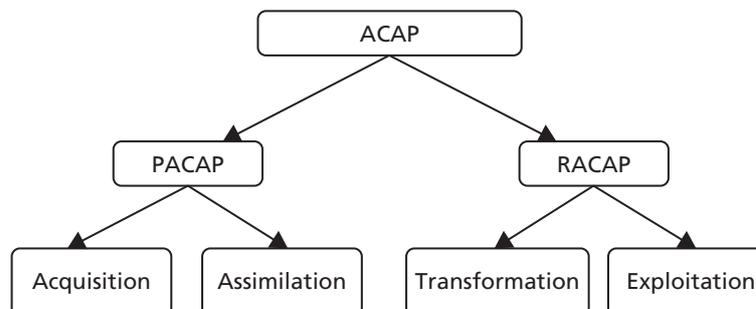 ACAP
PACAP
RACAP
Acquisition
Assimilation
Transformation
Exploitation